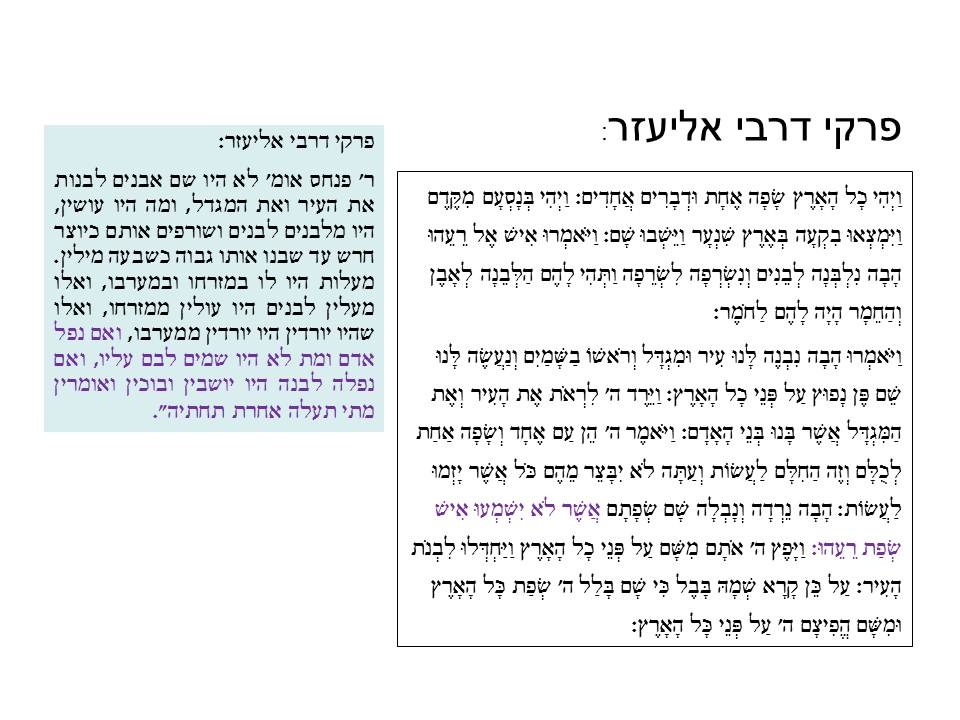 פרקי דרבי אליעזר:
וַיְהִי כָל הָאָרֶץ שָׂפָה אֶחָת וּדְבָרִים אֲחָדִים: וַיְהִי בְּנָסְעָם מִקֶּדֶם
וַיִּמְצְאוּ בִקְעָה בְּאֶרֶץ שִׁנְעָר וַיֵּשְׁבוּ שָׁם: וַיֹּאמְרוּ אִישׁ אֶל רֵעֵהוּ
הָבָה נִלְבְּנָה לְבֵנִים וְנִשְׂרְפָה לִשְׂרֵפָה וַתְּהִי לָהֶם הַלְּבֵנָה לְאָבֶן
וְהַחֵמָר הָיָה לָהֶם לַחֹמֶר:
וַיֹּאמְרוּ הָבָה נִבְנֶה לָּנוּ עִיר וּמִגְדָּל וְרֹאשׁוֹ בַשָּׁמַיִם וְנַעֲשֶׂה לָּנוּ
שֵׁם פֶּן נָפוּץ עַל פְּנֵי כָל הָאָרֶץ: וַיֵּרֶד ה' לִרְאֹת אֶת הָעִיר וְאֶת
הַמִּגְדָּל אֲשֶׁר בָּנוּ בְּנֵי הָאָדָם: וַיֹּאמֶר ה' הֵן עַם אֶחָד וְשָׂפָה אַחַת
לְכֻלָּם וְזֶה הַחִלָּם לַעֲשׂוֹת וְעַתָּה לֹא יִבָּצֵר מֵהֶם כֹּל אֲשֶׁר יָזְמוּ
לַעֲשׂוֹת: הָבָה נֵרְדָה וְנָבְלָה שָׁם שְׂפָתָם אֲשֶׁר לֹא יִשְׁמְעוּ אִישׁ
שְׂפַת רֵעֵהוּ: וַיָּפֶץ ה' אֹתָם מִשָּׁם עַל פְּנֵי כָל הָאָרֶץ וַיַּחְדְּלוּ לִבְנֹת
הָעִיר: עַל כֵּן קָרָא שְׁמָהּ בָּבֶל כִּי שָׁם בָּלַל ה' שְׂפַת כָּל הָאָרֶץ
וּמִשָּׁם הֱפִיצָם ה' עַל פְּנֵי כָּל הָאָרֶץ:
פרקי דרבי אליעזר:
ר' פנחס אומ' לא היו שם אבנים לבנות
את העיר ואת המגדל, ומה היו עושין,
היו מלבנים לבנים ושורפים אותם כיוצר
חרש עד שבנו אותו גבוה כשבעה מילין.
מעלות היו לו במזרחו ובמערבו, ואלו
מעלין לבנים היו עולין ממזרחו, ואלו
שהיו יורדין היו יורדין ממערבו, ואם נפל
אדם ומת לא היו שמים לבם עליו, ואם
נפלה לבנה היו יושבין ובוכין ואומרין
מתי תעלה אחרת תחתיה".